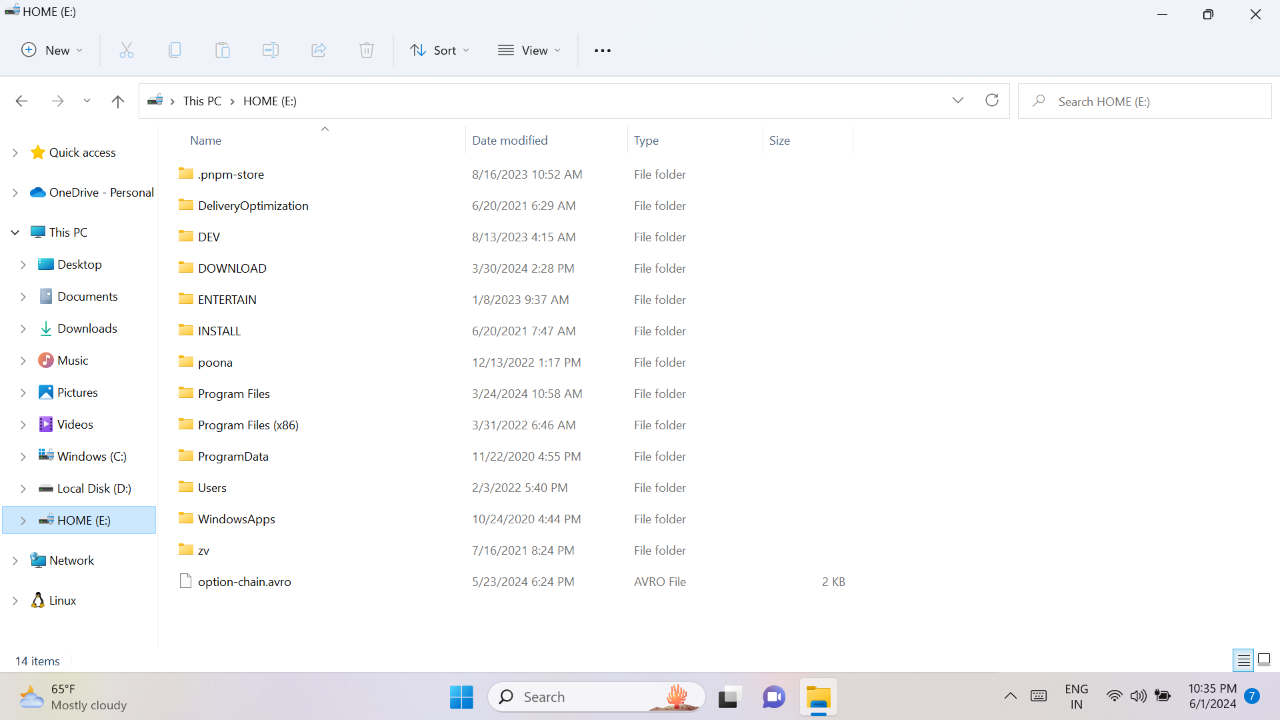 HOME (E:)
New
Sort
View
This PC
HOME (E:)
Search HOME (E:)
Name
Date modified
Type
Size
Quick access
OneDrive - Personal
This PC
Desktop
Documents
Downloads
Music
Pictures
Videos
Windows (C:)
Local Disk (D:)
HOME (E:)
Network
Linux
.pnpm-store 8/16/2023 10:52 AM File folder
DeliveryOptimization 6/20/2021 6:29 AM File folder
DEV 8/13/2023 4:15 AM File folder
DOWNLOAD 3/30/2024 2:28 PM File folder
ENTERTAIN 1/8/2023 9:37 AM File folder
INSTALL 6/20/2021 7:47 AM File folder
poona 12/13/2022 1:17 PM File folder
Program Files 3/24/2024 10:58 AM File folder
Program Files (x86) 3/31/2022 6:46 AM File folder
ProgramData 11/22/2020 4:55 PM File folder
Users 2/3/2022 5:40 PM File folder
WindowsApps 10/24/2020 4:44 PM File folder
zv 7/16/2021 8:24 PM File folder
option-chain.avro 5/23/2024 6:24 PM AVRO File 2 KB
14 items
65°F
Mostly cloudy
Search
ENG
IN
10:35 PM
6/1/2024
7